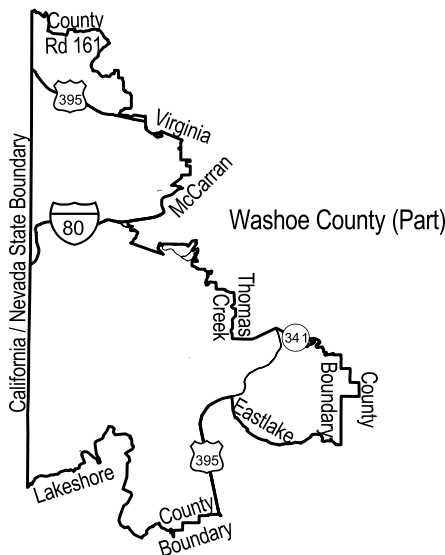 County
Rd 161
395
Virginia
McCarran
California / Nevada State Boundary
80
Washoe County (Part)
Thomas
Creek
341
County
Boundary
Eastlake
395
Lakeshore
County
Boundary